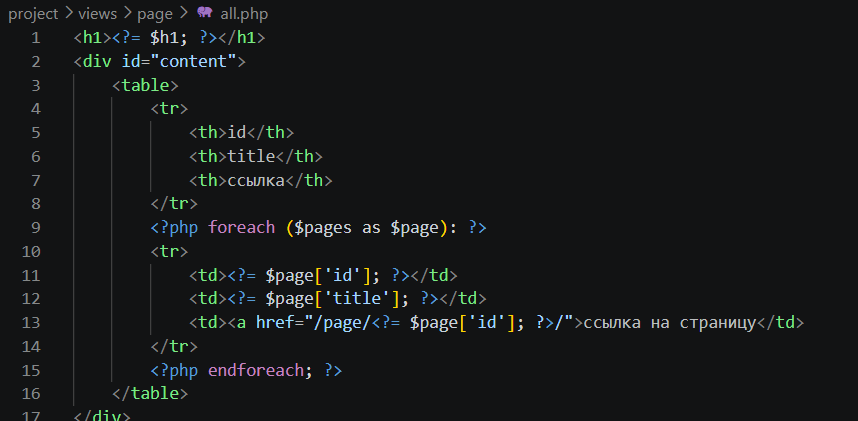 project > views > page > all.php
1 <h1><?= $h1; ?></h1>
2 <div id="content">
3 <table>
4 <tr>
5 <th>id</th>
6 <th>title</th>
7 <th>ссылка</th>
8 </tr>
9 <?php foreach ($pages as $page): ?>
10 <tr>
11 <td><?= $page['id']; ?></td>
12 <td><?= $page['title']; ?></td>
13 <td><a href="/page/<?= $page['id']; ?>/">ссылка на страницу</td>
14 </tr>
15 <?php endforeach; ?>
16 </table>
17 </div>